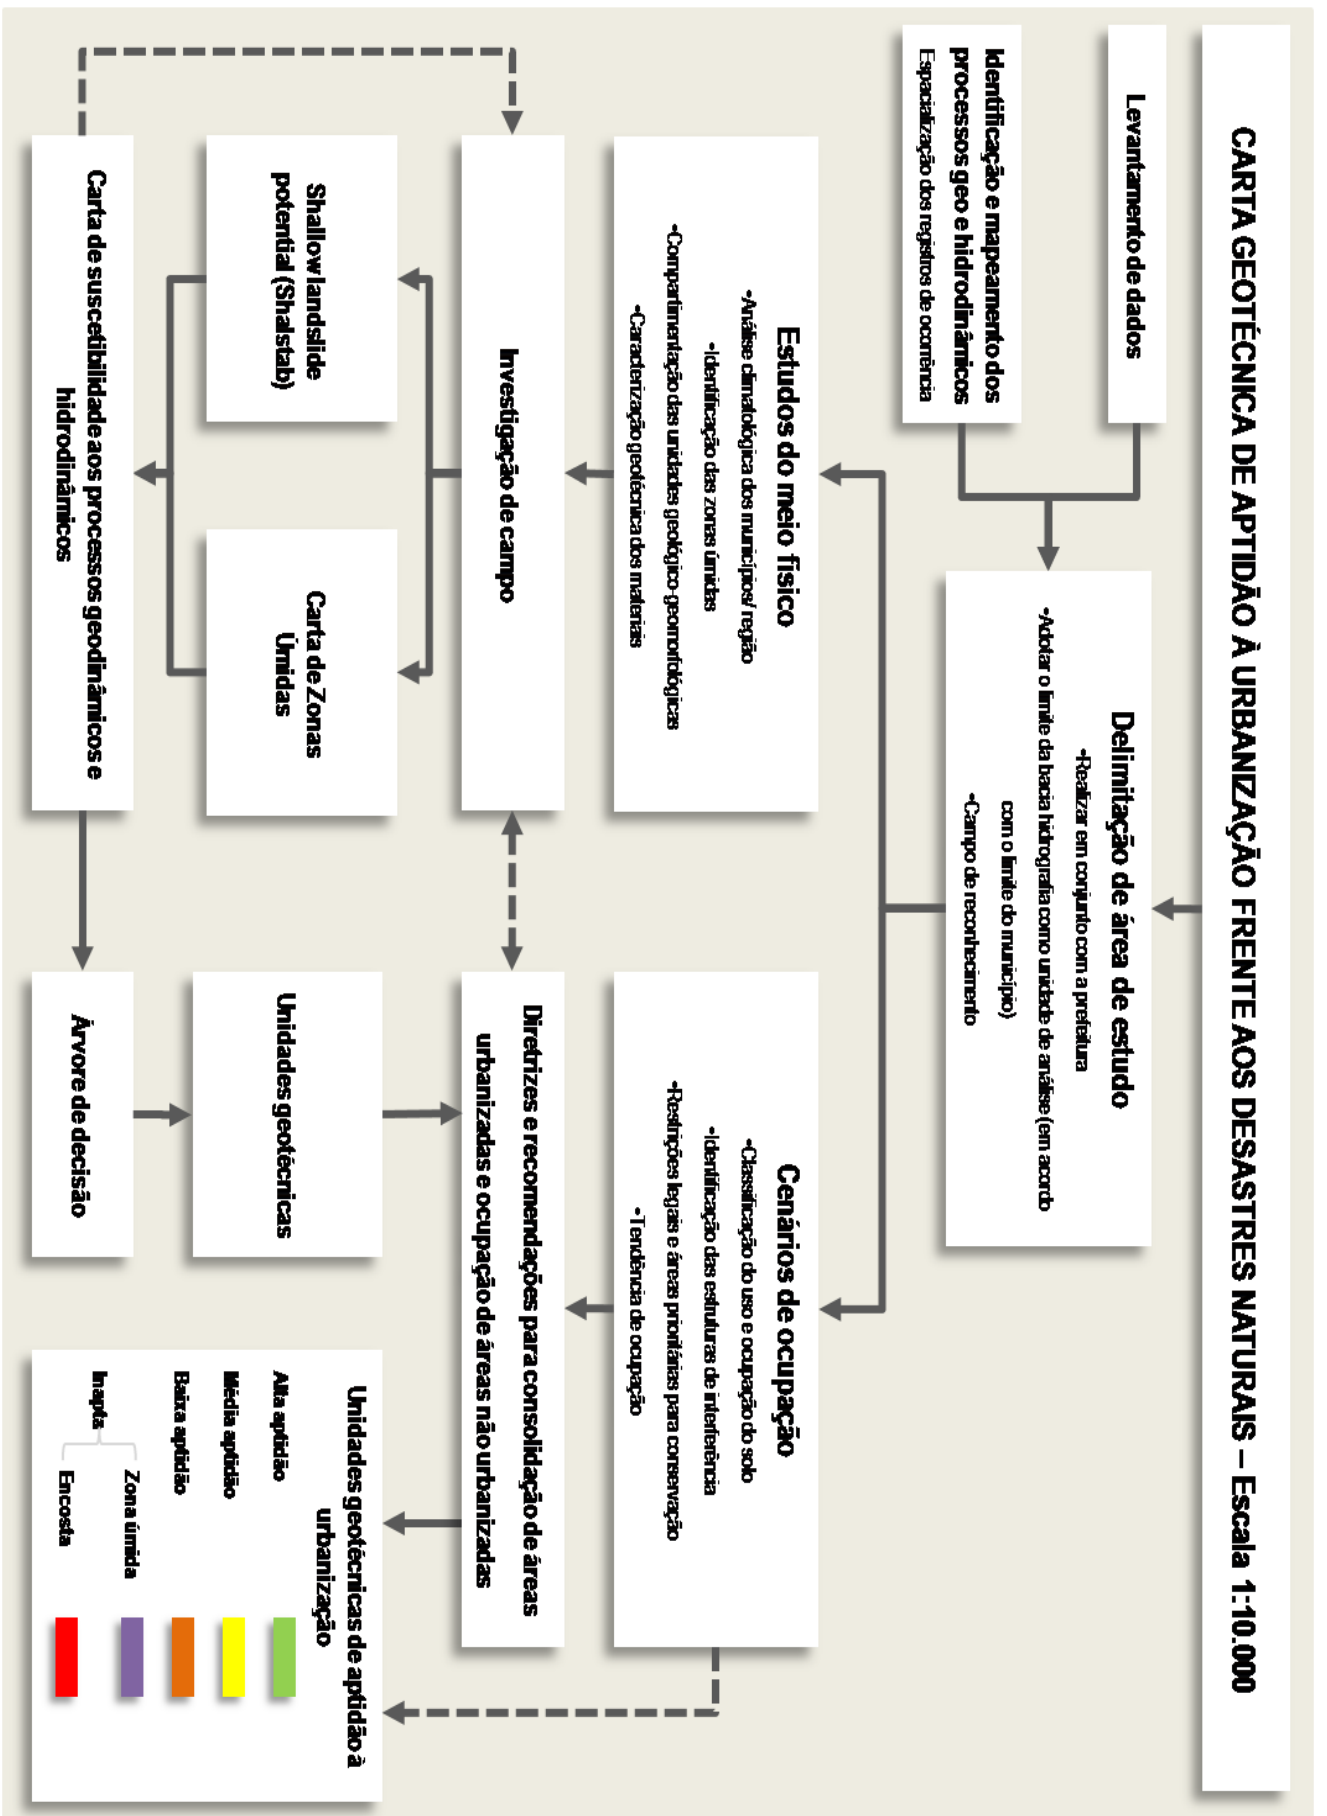 CARTA GEOTÉCNICA DE APTIDÃO À URBANIZAÇÃO FRENTE AOS DESASTRES NATURAIS – Escala 1:10.000
Levantamento de dados
Identificação e mapeamento dos
processos geo e hidrodinâmicos
Espacialização dos registros de ocorrência
Delimitação de área de estudo
•Realizar em conjunto com a prefeitura
•Adotar o limite da bacia hidrografia como unidade de análise (em acordo
com o limite do município)
•Campo de reconhecimento
Estudos do meio físico
•Análise climatológica dos municípios/ região
•Identificação das zonas úmidas
•Compartimentação das unidades geológico-geomorfológicas
•Caracterização geotécnica dos materiais
Cenários de ocupação
•Classificação do uso e ocupação do solo
•Identificação das estruturas de interferência
•Restrições legais e áreas prioritárias para conservação
•Tendência de ocupação
Investigação de campo
Diretrizes e recomendações para consolidação de áreas
urbanizadas e ocupação de áreas não urbanizadas
Shallow landslide
potential (Shalstab)
Carta de Zonas
Úmidas
Unidades geotécnicas
Carta de suscetibilidade aos processos geodinâmicos e
hidrodinâmicos
Árvore de decisão
Unidades geotécnicas de aptidão à
urbanização
Alta aptidão
Média aptidão
Baixa aptidão
Inapta
Zona úmida
Encosta